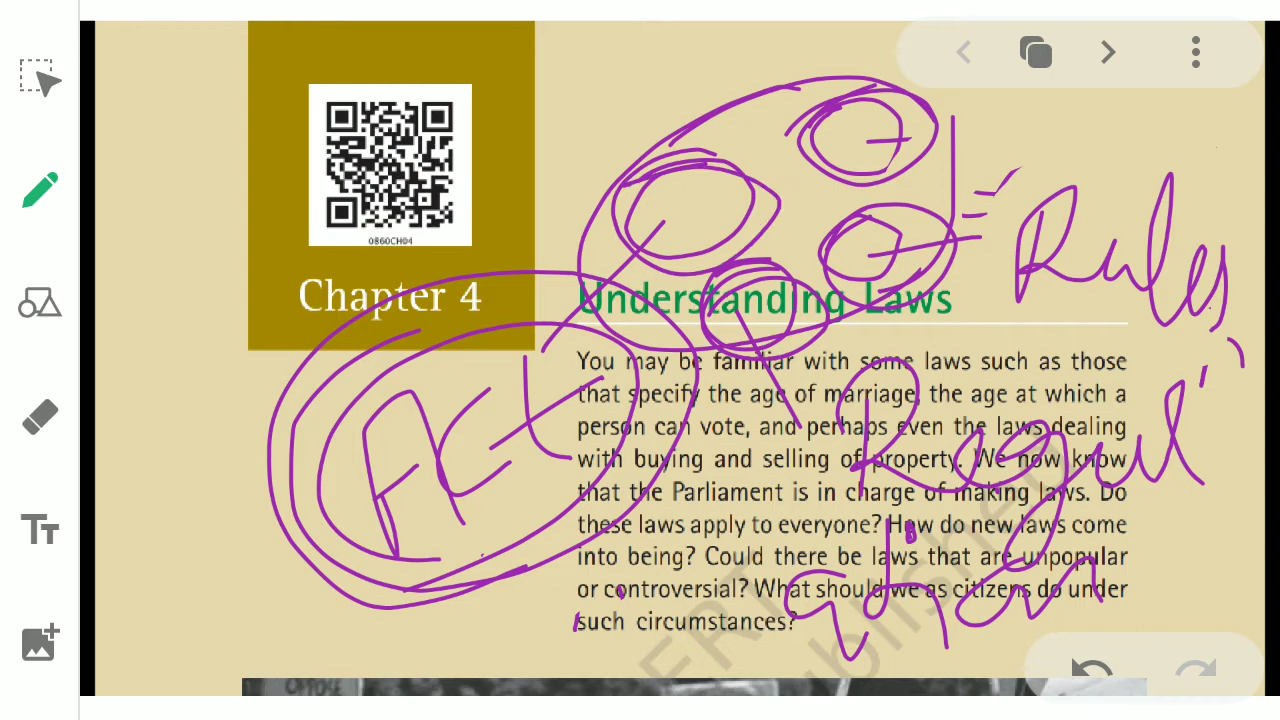 0860CH04
Chapter 4
Understanding Laws
You may be familiar with some laws such as those
that specify the age of marriage, the age at which a
person can vote, and perhaps even the laws dealing
with buying and selling of property. We now know
that the Parliament is in charge of making laws. Do
these laws apply to everyone? How do new laws come
into being? Could there be laws that are unpopular
or controversial? What should we as citizens do under
such circumstances?
Rules
ACt
Regul
ation
TT